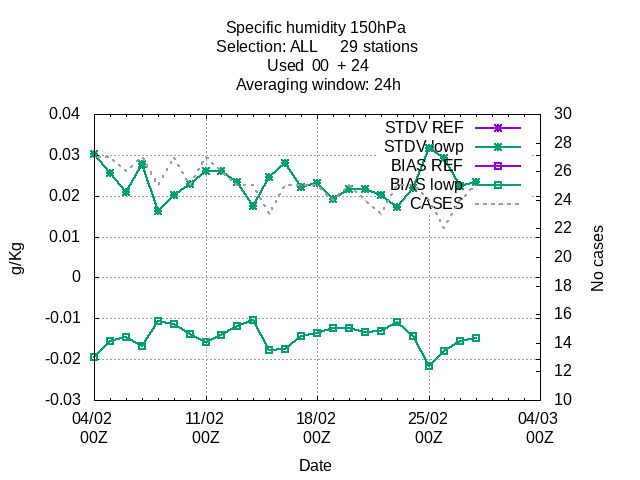 Specific humidity 150hPa
Selection: ALL     29 stations
Used  00  + 24
Averaging window: 24h
0.04
0.03
0.02
0.01
0
-0.01
-0.02
-0.03
g/Kg
30
28
26
24
22
20
18
16
14
12
10
No cases
STDV REF
STDV lowp
BIAS REF
BIAS lowp
CASES
04/02
00Z
11/02
00Z
18/02
00Z
25/02
00Z
04/03
00Z
Date